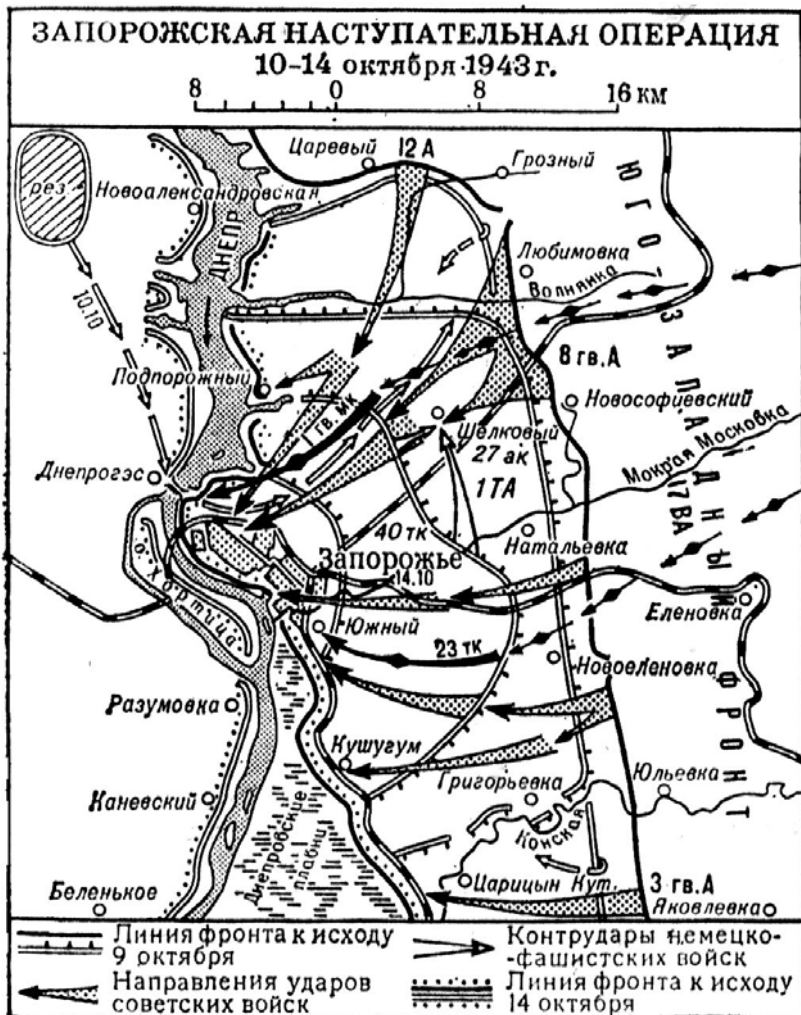 ЗАПОРОЖСКАЯ НАСТУПАТЕЛЬНАЯ ОПЕРАЦИЯ
10-14 октября 1943 г.
8 0 8 16 км
Царевый
12 А
Грозный
рез.
Новоалександровская
ДНЕПР
Любимовка
Волнянка
ЮГО-ЗАПАДНЫЙ ФРОНТ
10.10
8 гв. А
Подпорожный
1 гв. мк
Новософиевский
Шелковый
27 ак
1 ТА
Мокрая Московка
17 ВА
Днепрогэс
40 тк
Натальевка
о. Хортица
Запорожье
14.10
Еленовка
Южный
23 тк
Новоеленовка
Разумовка
Кушугум
Григорьевка
Юльевка
Каневский
Днепровские
плавни
Конская
Беленькое
Царицын Кут.
3 гв. А
Яковлевка
Линия фронта к исходу
9 октября
Контрудары немецко-
-фашистских войск
Направления ударов
советских войск
Линия фронта к исходу
14 октября